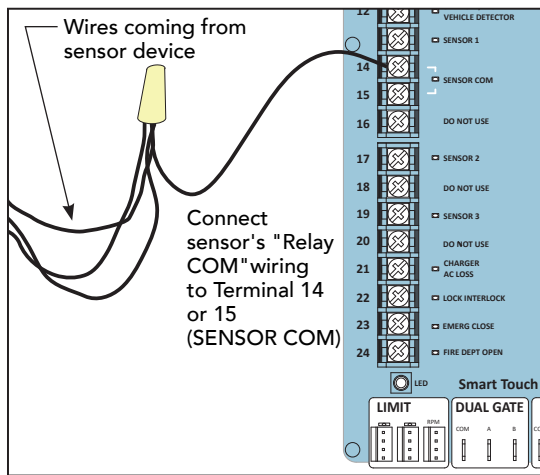 Wires coming from
sensor device
Connect
sensor's "Relay
COM"wiring
to Terminal 14
or 15
(SENSOR COM)
12
VEHICLE DETECTOR
SENSOR 1
14
SENSOR COM
15
16 DO NOT USE
17 SENSOR 2
18 DO NOT USE
19 SENSOR 3
20 DO NOT USE
21 CHARGER
AC LOSS
22 LOCK INTERLOCK
23 EMERG CLOSE
24 FIRE DEPT OPEN
LED
Smart Touch
LIMIT
RPM
DUAL GATE
COM A B